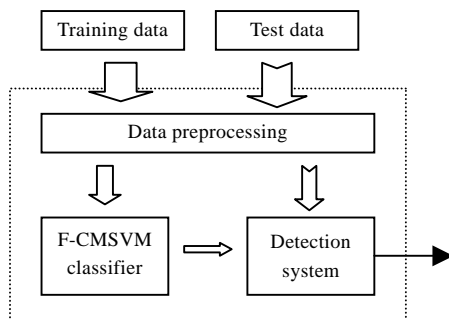 Training data
Test data
Data preprocessing
F-CMSVM
classifier
Detection
system